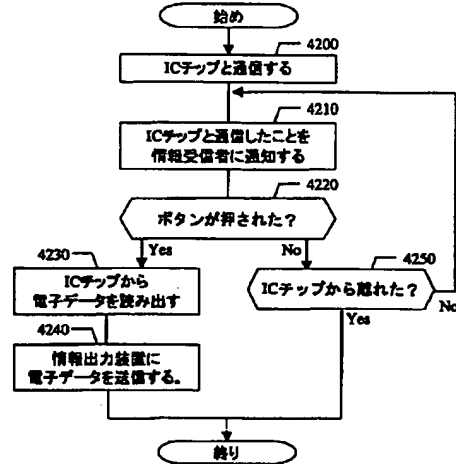 始め
4200
ICチップと通信する
4210
ICチップと通信したことを
情報受信者に通知する
4220
ボタンが押された？
Yes
No
4230
ICチップから
電子データを読み出す
4250
ICチップから離れた？
No
Yes
4240
情報出力装置に
電子データを送信する。
終り